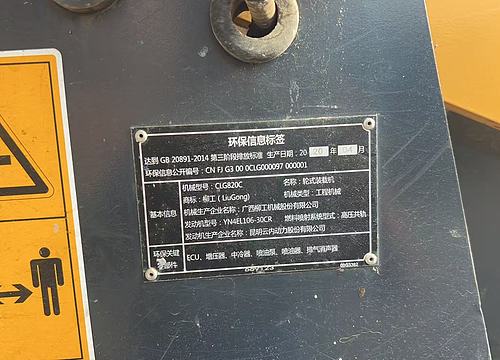 环保信息标签
达到 GB 20891-2014 第三阶段排放标准 生产日期: 20 20 年 04 月
环保信息公开编号: CN FJ G3 00 0CLG000097 000001
基本信息
机械型号: CLG820C 名称: 轮式装载机
商标: 柳工 (LiuGong) 机械类型: 工程机械
机械生产企业名称: 广西柳工机械股份有限公司
发动机型号: YN4EL106-30CR 燃料喷射系统型式: 高压共轨
发动机生产企业名称: 昆明云内动力股份有限公司
环保关键
零部件
ECU、增压器、中冷器、喷油泵、喷油器、排气消声器